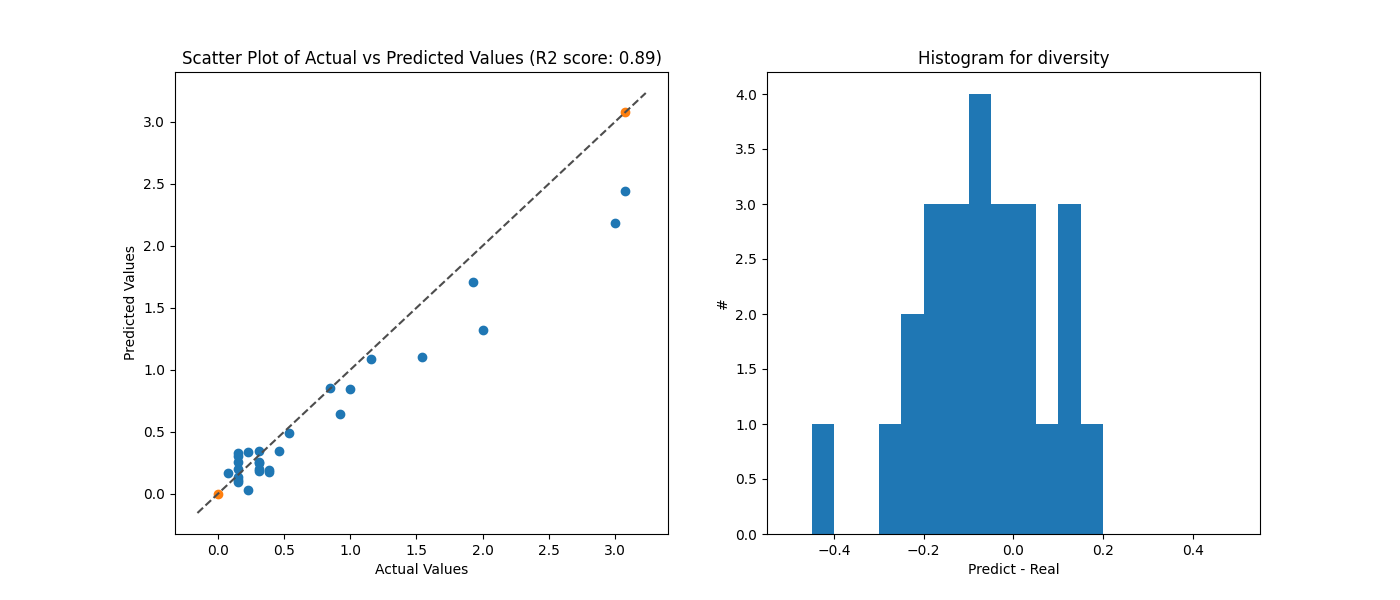 Scatter Plot of Actual vs Predicted Values (R2 score: 0.89)
Predicted Values
3.0
2.5
2.0
1.5
1.0
0.5
0.0
0.0 0.5 1.0 1.5 2.0 2.5 3.0
Actual Values
Histogram for diversity
#
4.0
3.5
3.0
2.5
2.0
1.5
1.0
0.5
0.0
−0.4 −0.2 0.0 0.2 0.4
Predict - Real